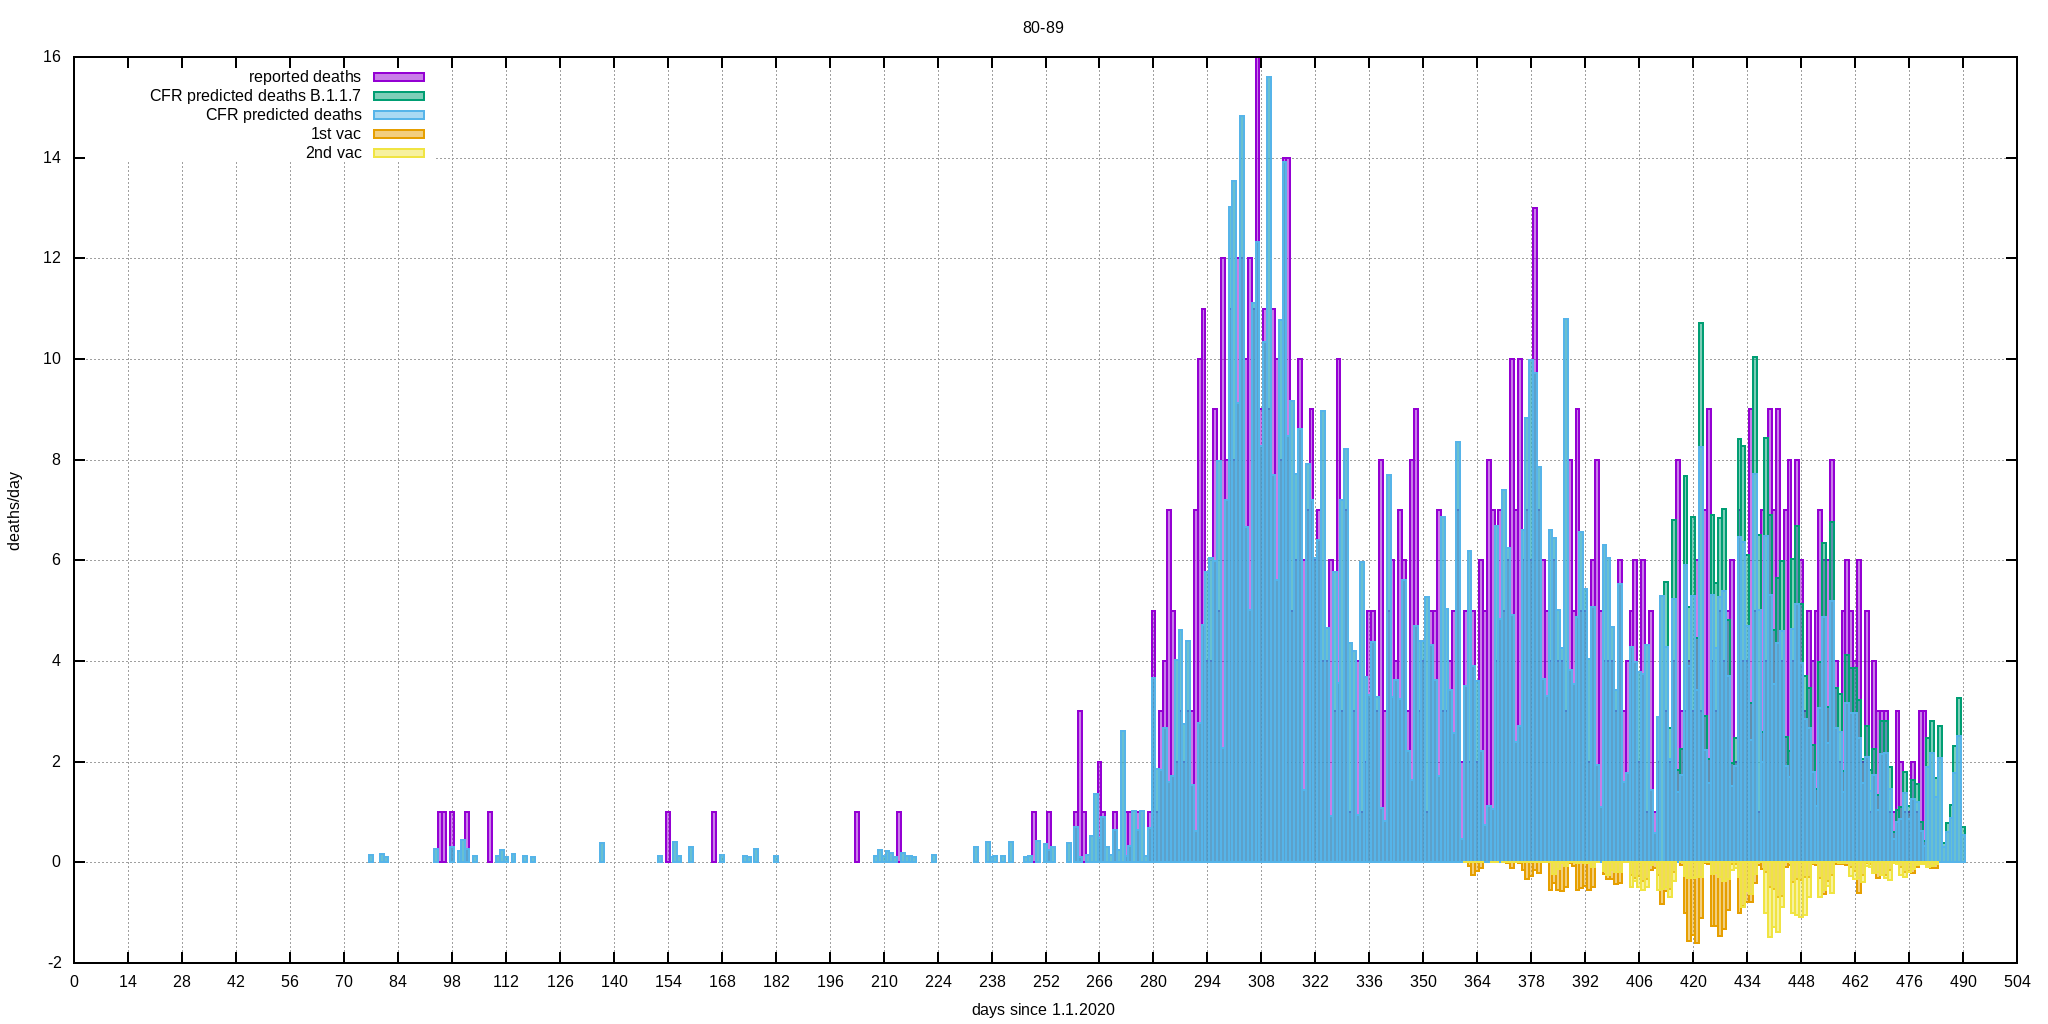 80-89
16
14
12
10
8
6
4
2
0
-2
deaths/day
reported deaths
CFR predicted deaths B.1.1.7
CFR predicted deaths
1st vac
2nd vac
0 14 28 42 56 70 84 98 112 126 140 154 168 182 196 210 224 238 252 266 280 294 308 322 336 350 364 378 392 406 420 434 448 462 476 490 504
days since 1.1.2020